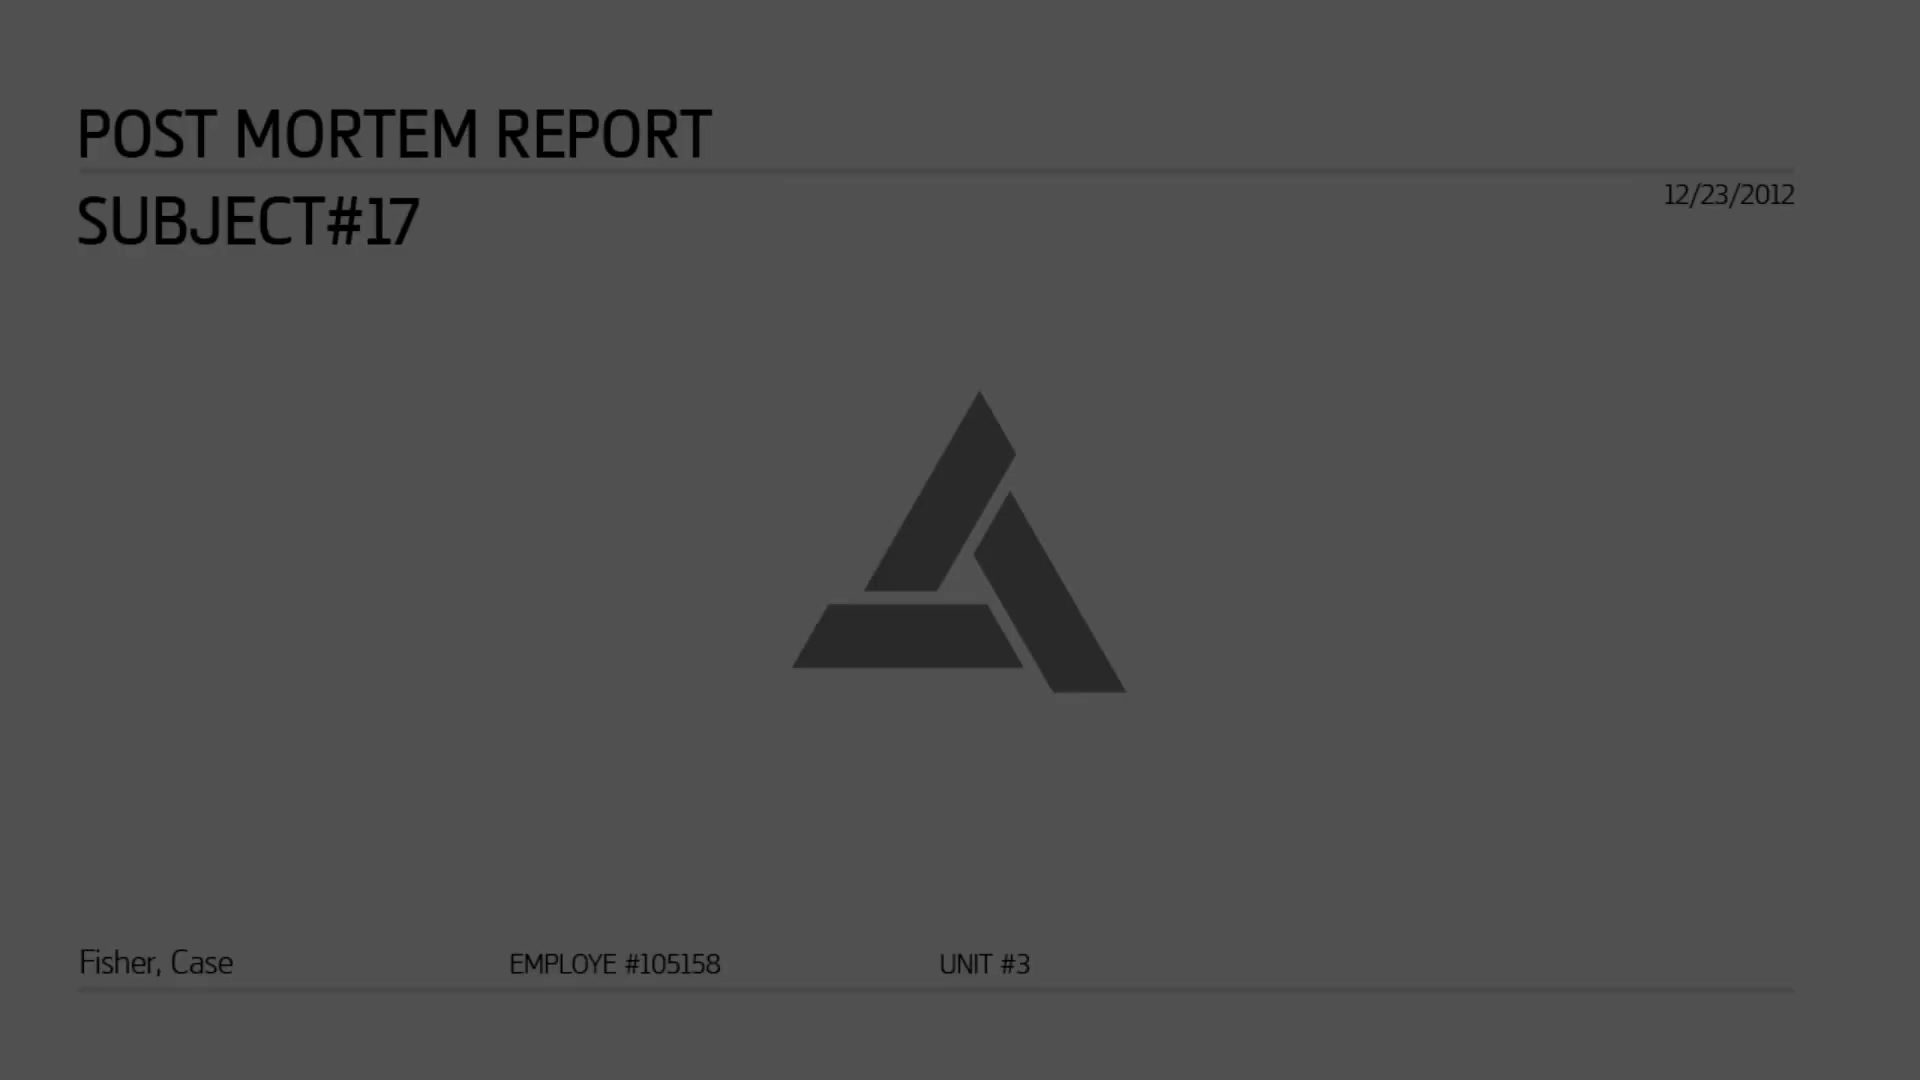 POST MORTEM REPORT
12/23/2012
SUBJECT#17
Fisher, Case
EMPLOYE #105158
UNIT #3